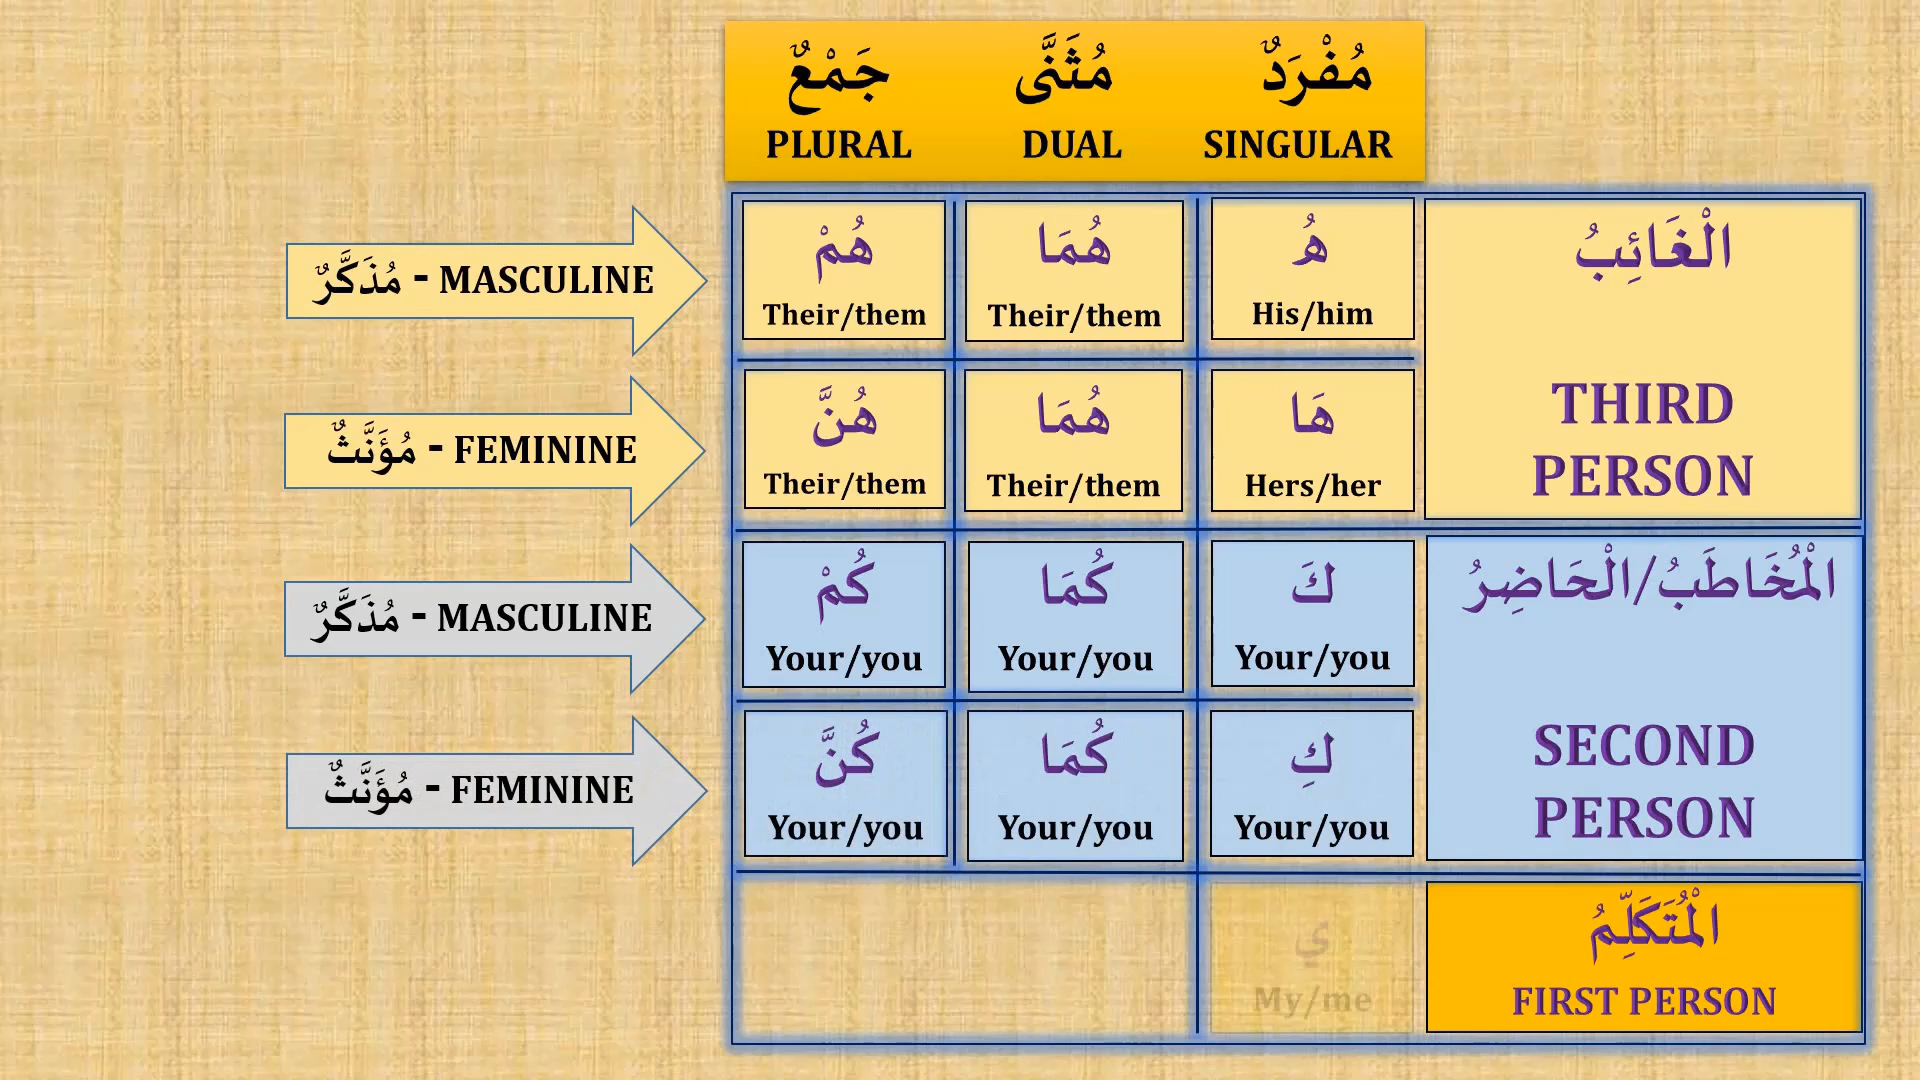 جَمْعٌ مُثَنَّى مُفْرَدٌ
PLURAL DUAL SINGULAR
مُذَكَّرٌ - MASCULINE
هُمْ هُمَا هُ الْغَائِبُ
Their/them Their/them His/him
THIRD
PERSON
مُؤَنَّثٌ - FEMININE
هُنَّ هُمَا هَا
Their/them Their/them Hers/her
مُذَكَّرٌ - MASCULINE
كُمْ كُمَا كَ الْمُخَاطَبُ/الْحَاضِرُ
Your/you Your/you Your/you
SECOND
PERSON
مُؤَنَّثٌ - FEMININE
كُنَّ كُمَا كِ
Your/you Your/you Your/you
ي الْمُتَكَلِّمُ
My/me FIRST PERSON